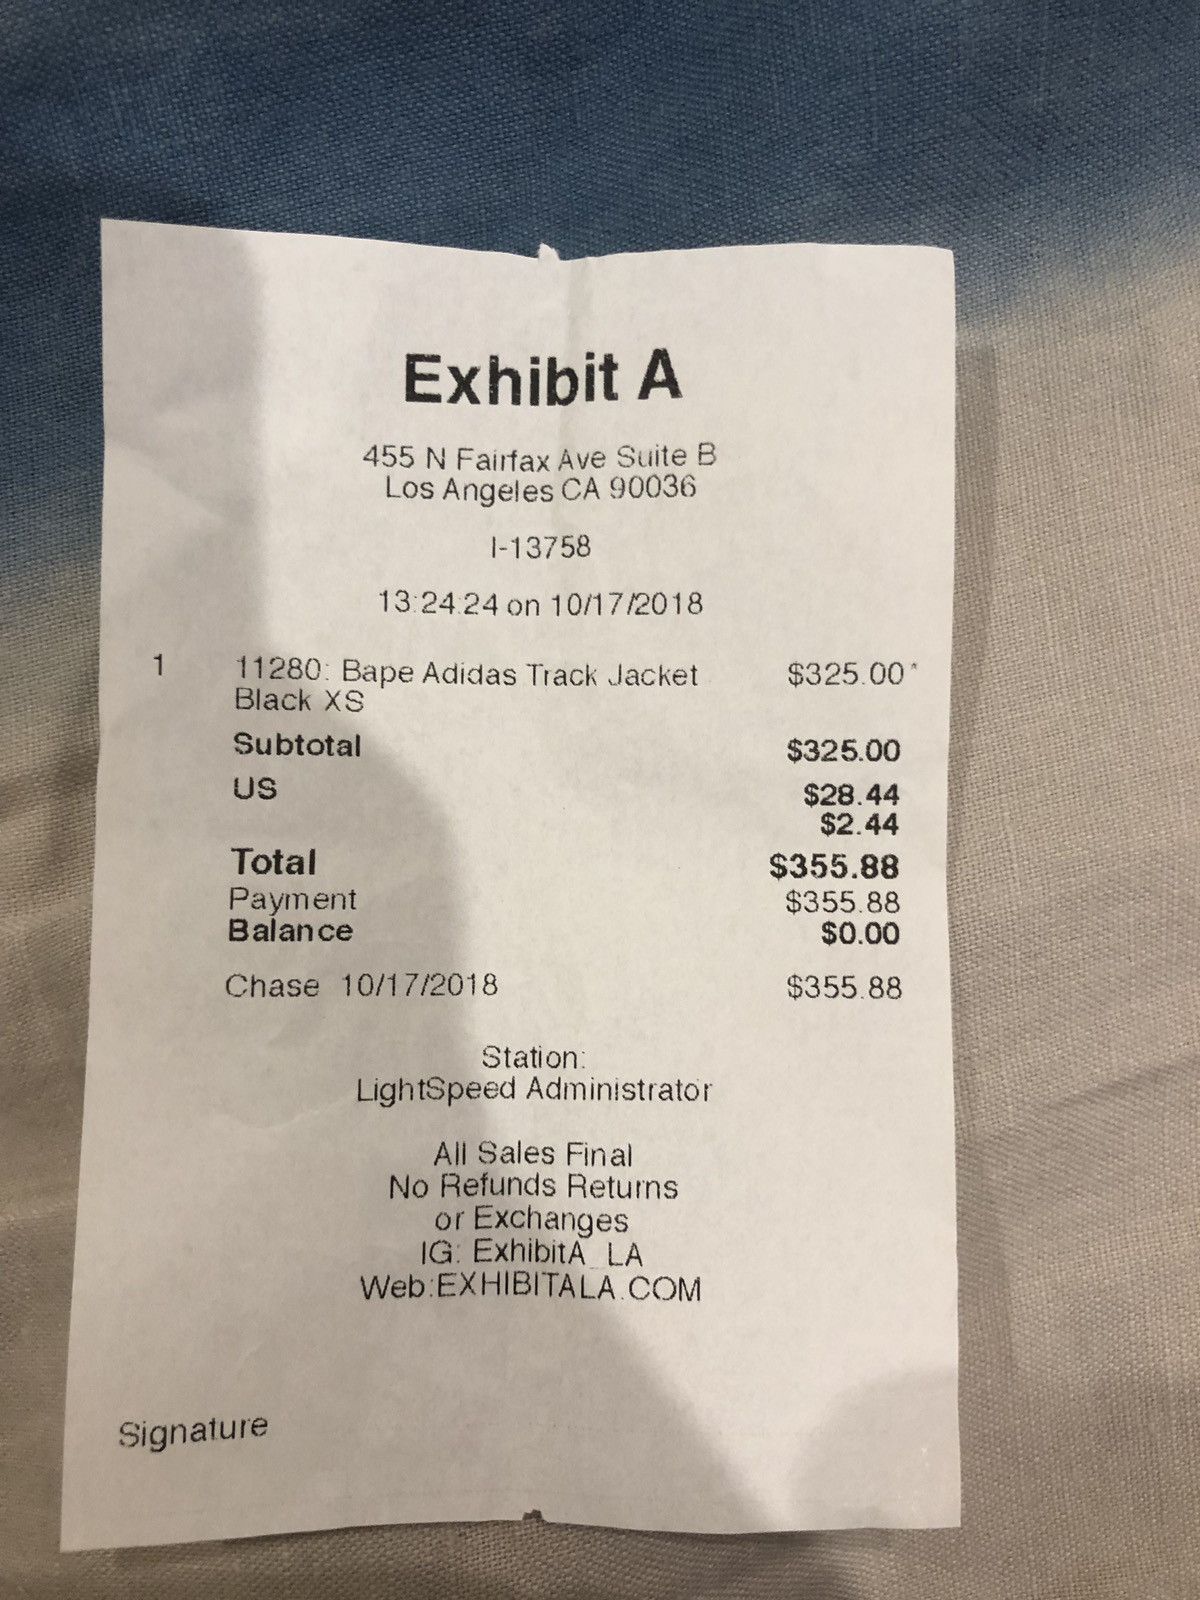 Exhibit A
455 N Fairfax Ave Suite B
Los Angeles CA 90036
I-13758
13:24:24 on 10/17/2018
1 11280: Bape Adidas Track Jacket $325.00*
Black XS
Subtotal $325.00
US $28.44
$2.44
Total $355.88
Payment $355.88
Balance $0.00
Chase 10/17/2018 $355.88
Station:
LightSpeed Administrator
All Sales Final
No Refunds Returns
or Exchanges
IG: ExhibitA_LA
Web:EXHIBITALA.COM
Signature